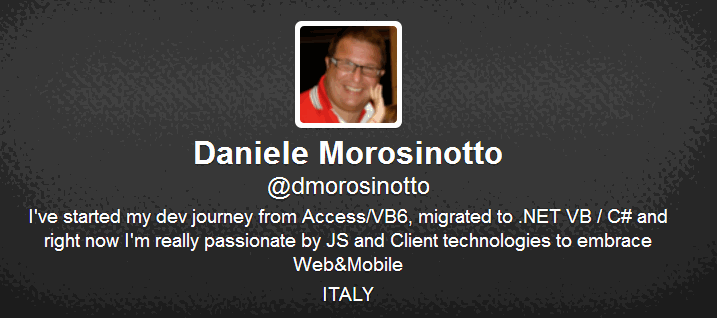 Daniele Morosinotto
@dmorosinotto
I've started my dev journey from Access/VB6, migrated to .NET VB / C# and
right now I'm really passionate by JS and Client technologies to embrace
Web&Mobile
ITALY